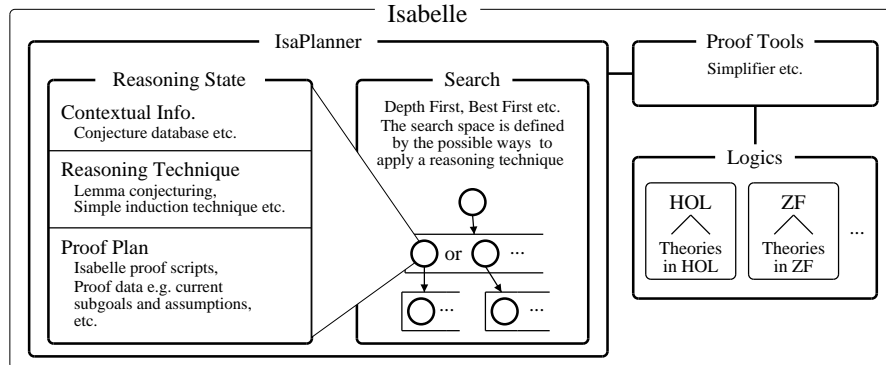 Isabelle
IsaPlanner
Reasoning State
Contextual Info.
Conjecture database etc.
Reasoning Technique
Lemma conjecturing,
Simple induction technique etc.
Proof Plan
Isabelle proof scripts,
Proof data e.g. current
subgoals and assumptions,
etc.
Search
Depth First, Best First etc.
The search space is defined
by the possible ways to
apply a reasoning technique
or ...
... ...
Proof Tools
Simplifier etc.
Logics
HOL
Theories
in HOL
ZF
Theories
in ZF
...